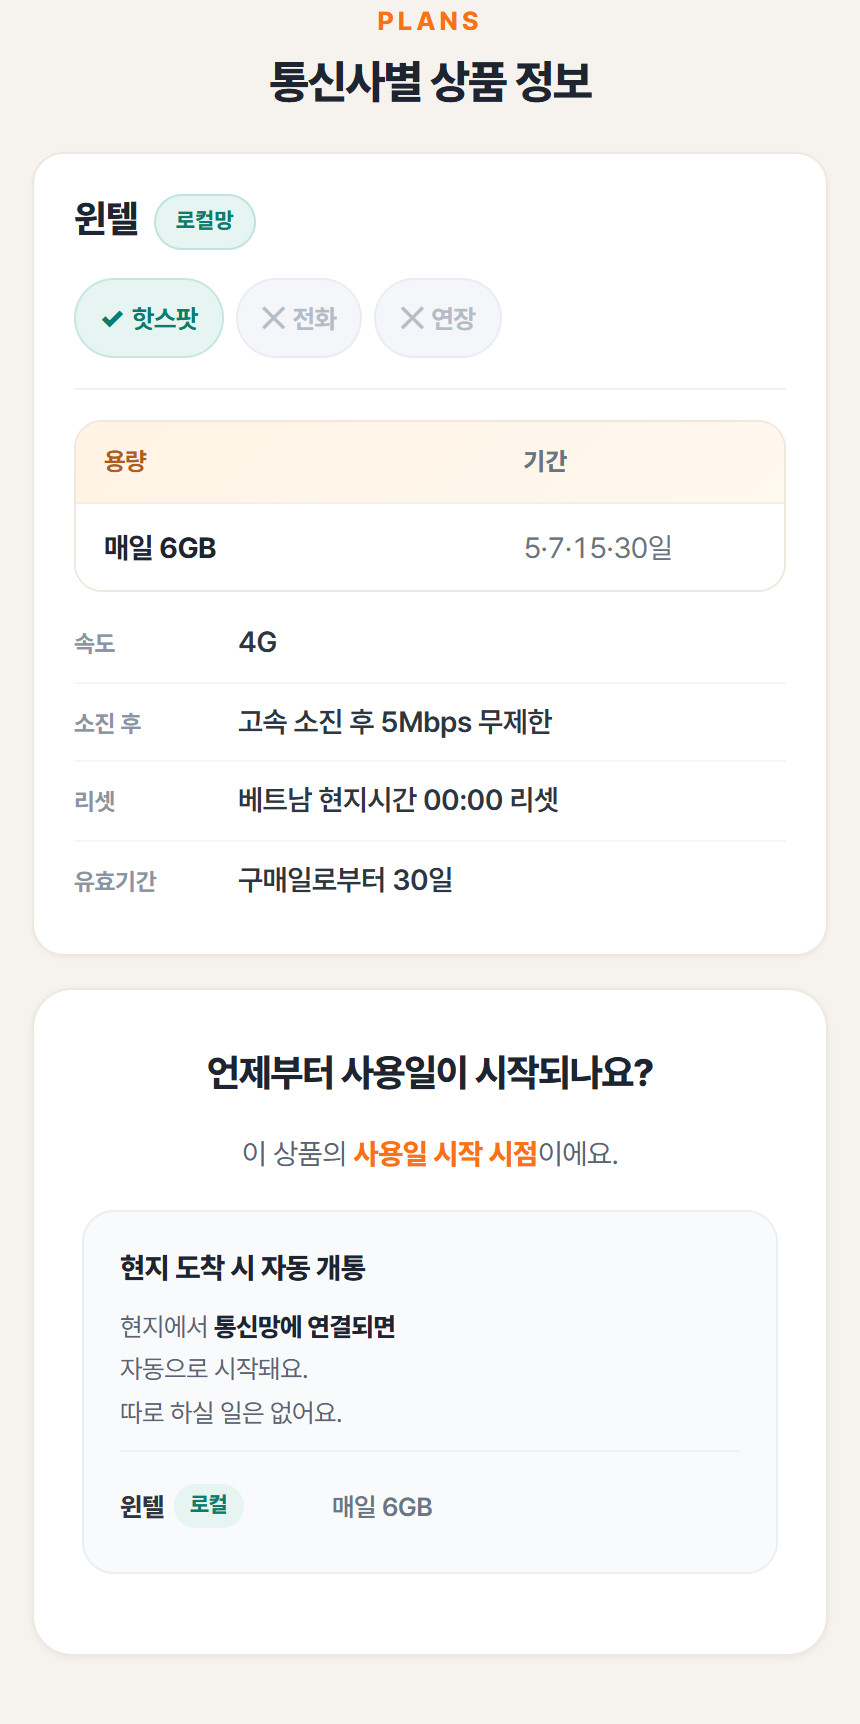 PLANS
통신사별 상품 정보
윈텔 로컬망
✓ 핫스팟 ✕ 전화 ✕ 연장
용량 기간
매일 6GB 5·7·15·30일
속도 4G
소진 후 고속 소진 후 5Mbps 무제한
리셋 베트남 현지시간 00:00 리셋
유효기간 구매일로부터 30일
언제부터 사용일이 시작되나요?
이 상품의 사용일 시작 시점이에요.
현지 도착 시 자동 개통
현지에서 통신망에 연결되면
자동으로 시작돼요.
따로 하실 일은 없어요.
윈텔 로컬 매일 6GB